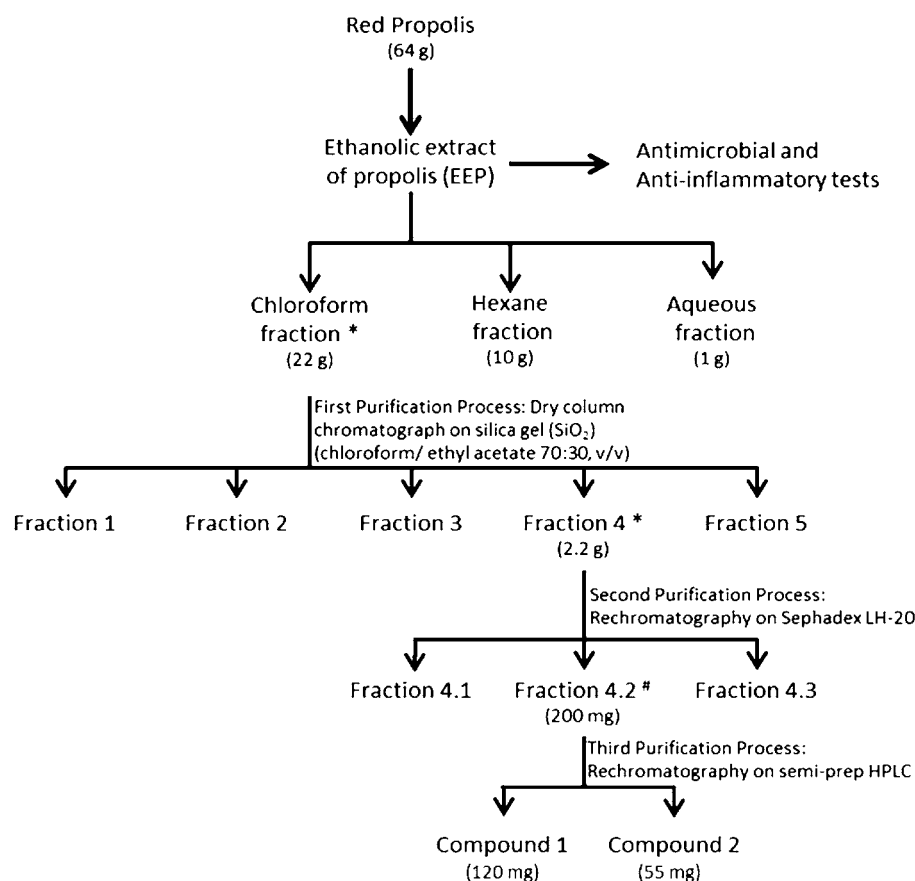 Red Propolis
(64 g)
Ethanolic extract
of propolis (EEP)
Antimicrobial and
Anti-inflammatory tests
Chloroform
fraction *
(22 g)
Hexane
fraction
(10 g)
Aqueous
fraction
(1 g)
First Purification Process: Dry column
chromatograph on silica gel (SiO₂)
(chloroform/ ethyl acetate 70:30, v/v)
Fraction 1
Fraction 2
Fraction 3
Fraction 4 *
(2.2 g)
Fraction 5
Second Purification Process:
Rechromatography on Sephadex LH-20
Fraction 4.1
Fraction 4.2 #
(200 mg)
Fraction 4.3
Third Purification Process:
Rechromatography on semi-prep HPLC
Compound 1
(120 mg)
Compound 2
(55 mg)